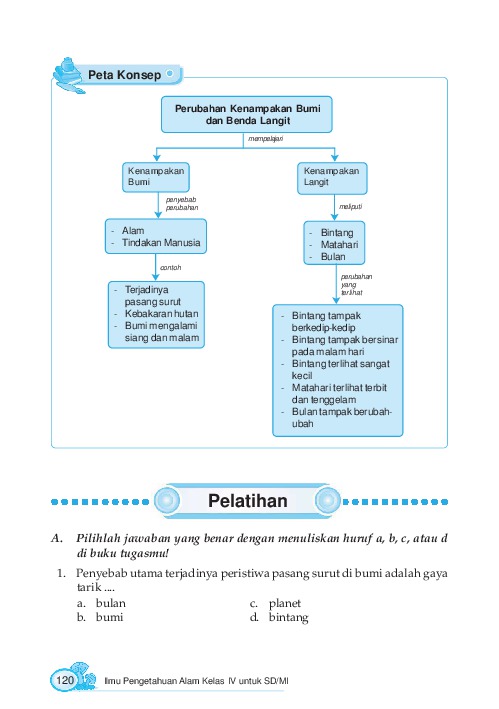 Peta Konsep
Perubahan Kenampakan Bumi
dan Benda Langit
mempelajari
Kenampakan
Bumi
Kenampakan
Langit
penyebab
perubahan
meliputi
- Alam
- Tindakan Manusia
- Bintang
- Matahari
- Bulan
contoh
perubahan
yang
terlihat
- Terjadinya
pasang surut
- Kebakaran hutan
- Bumi mengalami
siang dan malam
- Bintang tampak
berkedip-kedip
- Bintang tampak bersinar
pada malam hari
- Bintang terlihat sangat
kecil
- Matahari terlihat terbit
dan tenggelam
- Bulan tampak berubah-
ubah
Pelatihan
A. Pilihlah jawaban yang benar dengan menuliskan huruf a, b, c, atau d
di buku tugasmu!
1. Penyebab utama terjadinya peristiwa pasang surut di bumi adalah gaya
tarik ....
a. bulan c. planet
b. bumi d. bintang
120 Ilmu Pengetahuan Alam Kelas IV untuk SD/MI